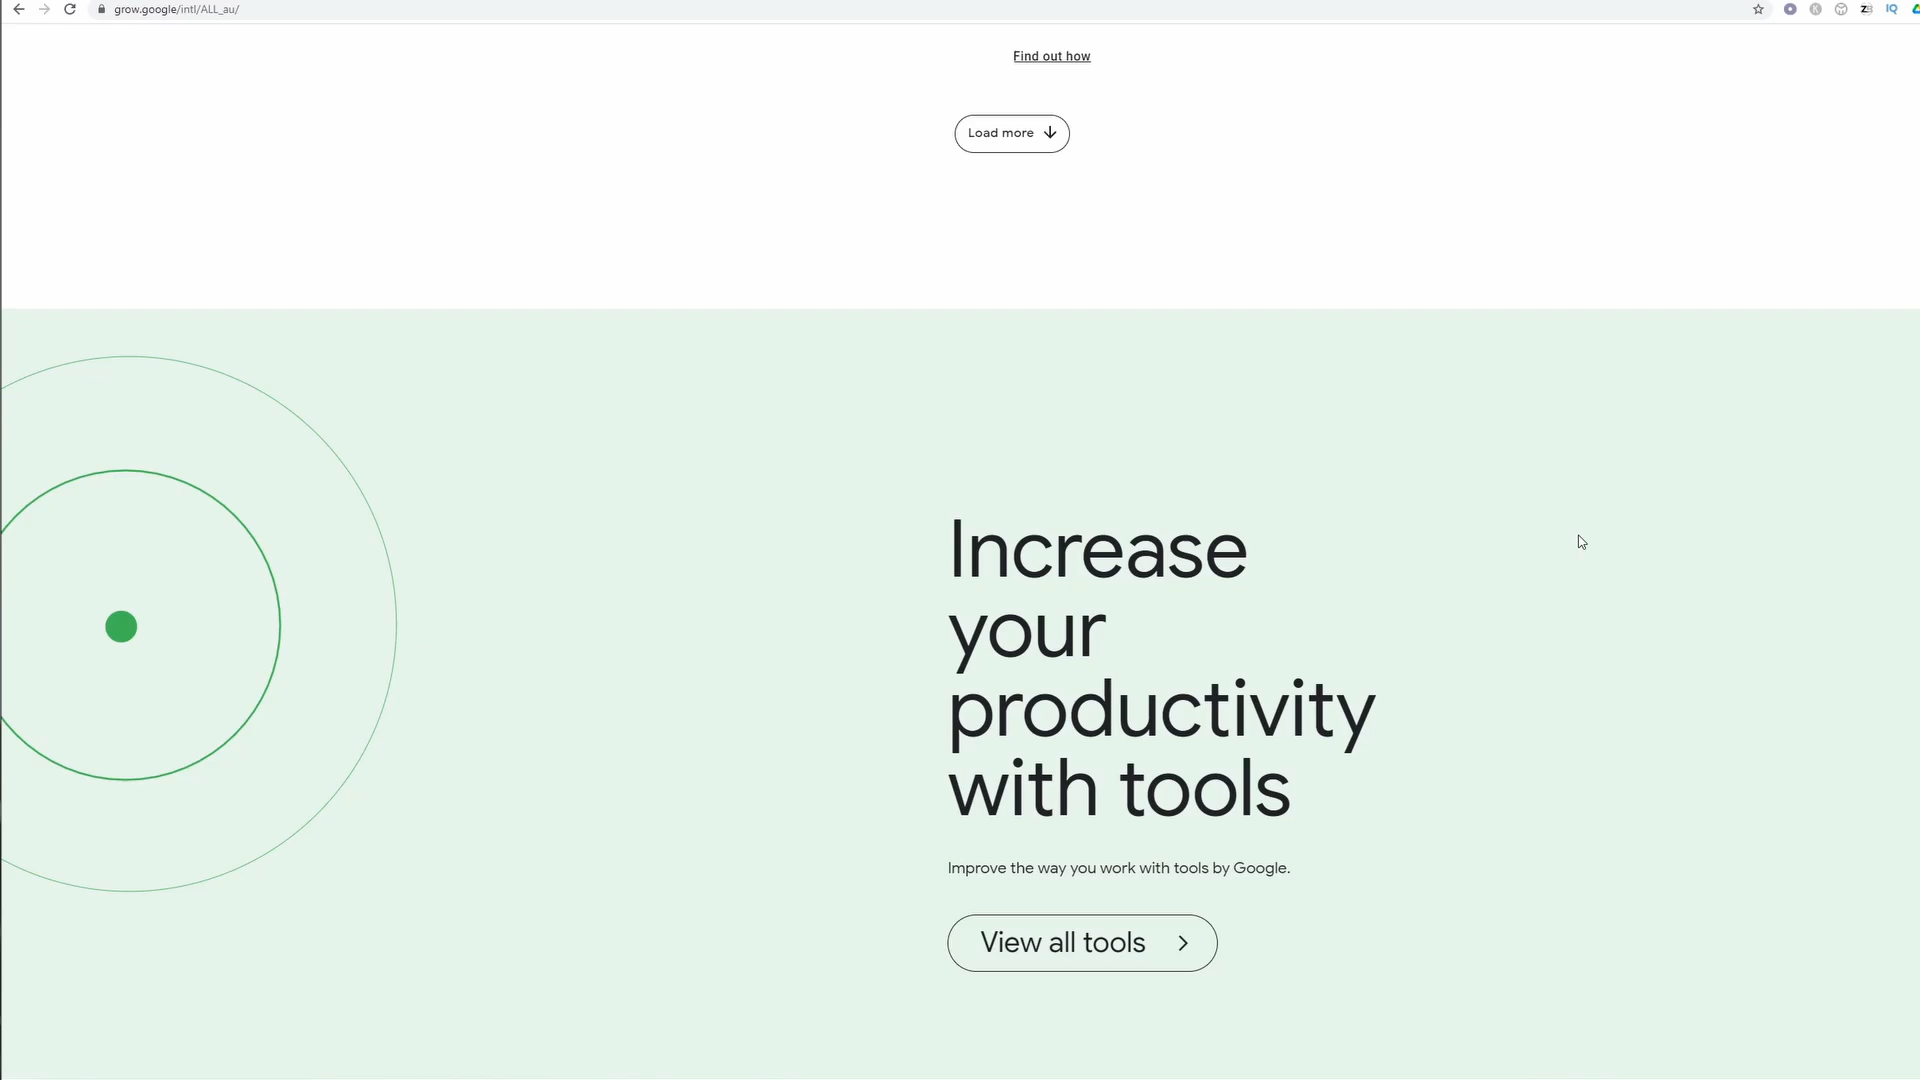 grow.google/intl/ALL_au/
IQ
Find out how
Load more
Increase
your
productivity
with tools
Improve the way you work with tools by Google.
View all tools